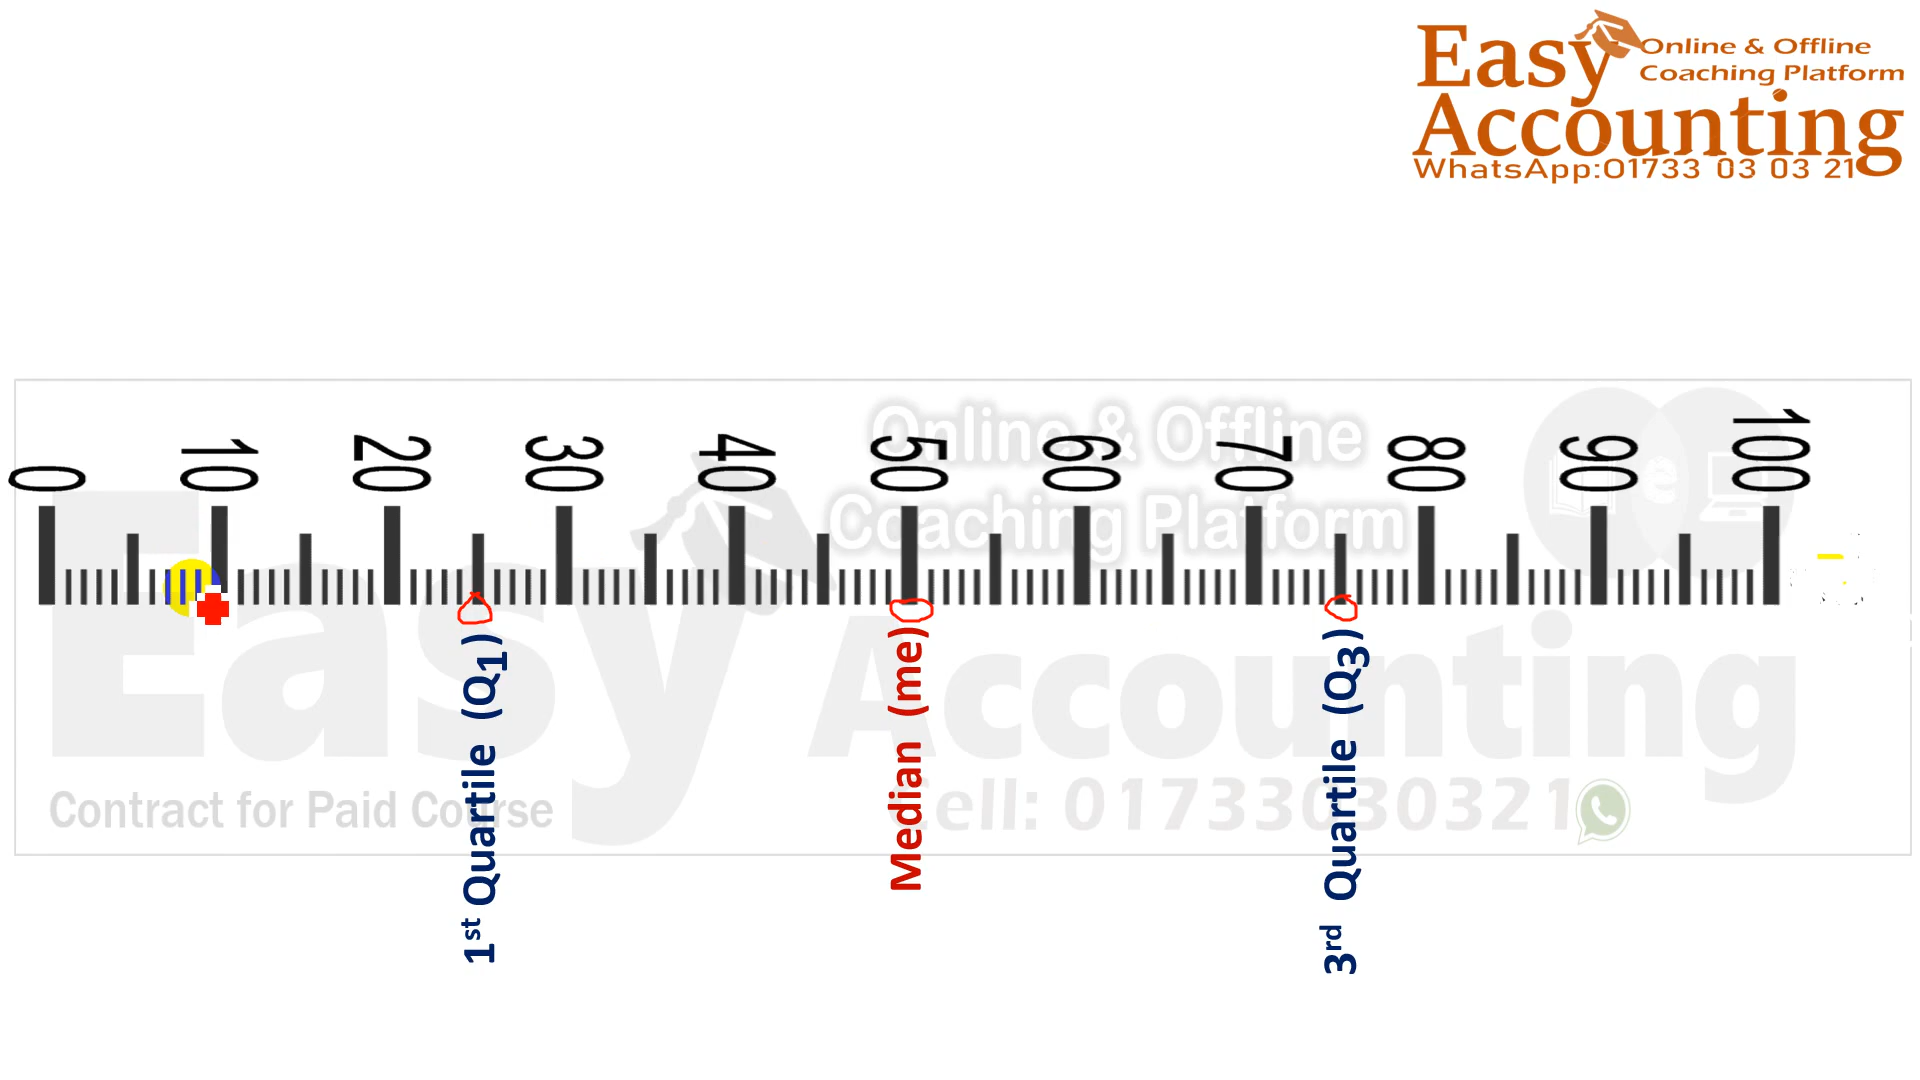 Easy Online & Offline
Coaching Platform
Accounting
WhatsApp:01733 03 03 21
0 10 20 30 40 50 60 70 80 90 100
Online & Offline
Coaching Platform
Easy Accounting
Contract for Paid Course
Cell: 01733030321
1st Quartile (Q1)
Median (me)
3rd Quartile (Q3)